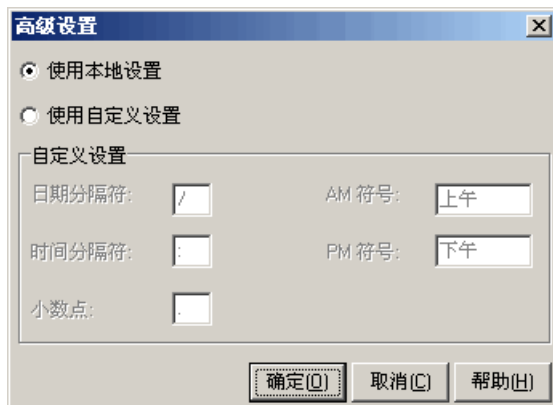 高级设置
使用本地设置
使用自定义设置
自定义设置
日期分隔符: / AM 符号: 上午
时间分隔符: : PM 符号: 下午
小数点: .
确定(O) 取消(C) 帮助(H)